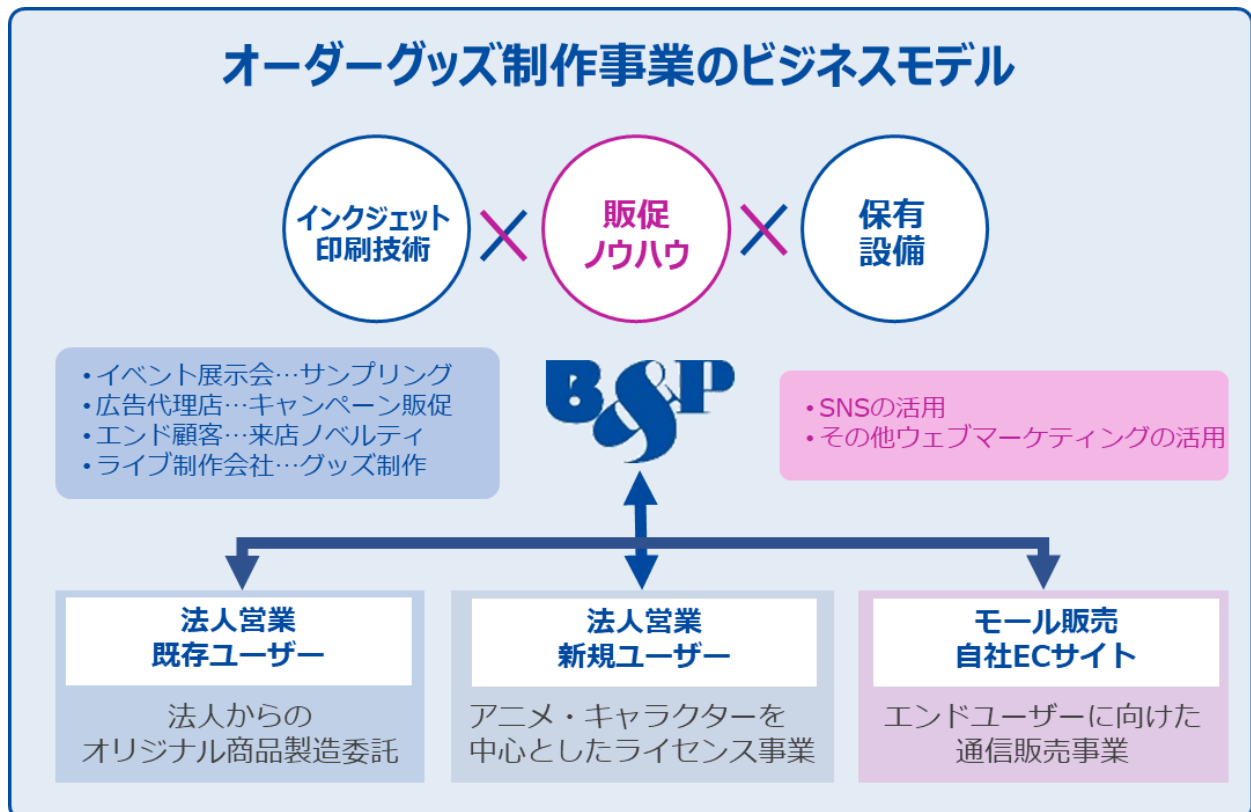 オーダーグッズ制作事業のビジネスモデル
インクジェット
印刷技術
販促
ノウハウ
保有
設備
•イベント展示会…サンプリング
•広告代理店…キャンペーン販促
•エンド顧客…来店ノベルティ
•ライブ制作会社…グッズ制作
B&P
•SNSの活用
•その他ウェブマーケティングの活用
法人営業
既存ユーザー
法人からの
オリジナル商品製造委託
法人営業
新規ユーザー
アニメ・キャラクターを
中心としたライセンス事業
モール販売
自社ECサイト
エンドユーザーに向けた
通信販売事業